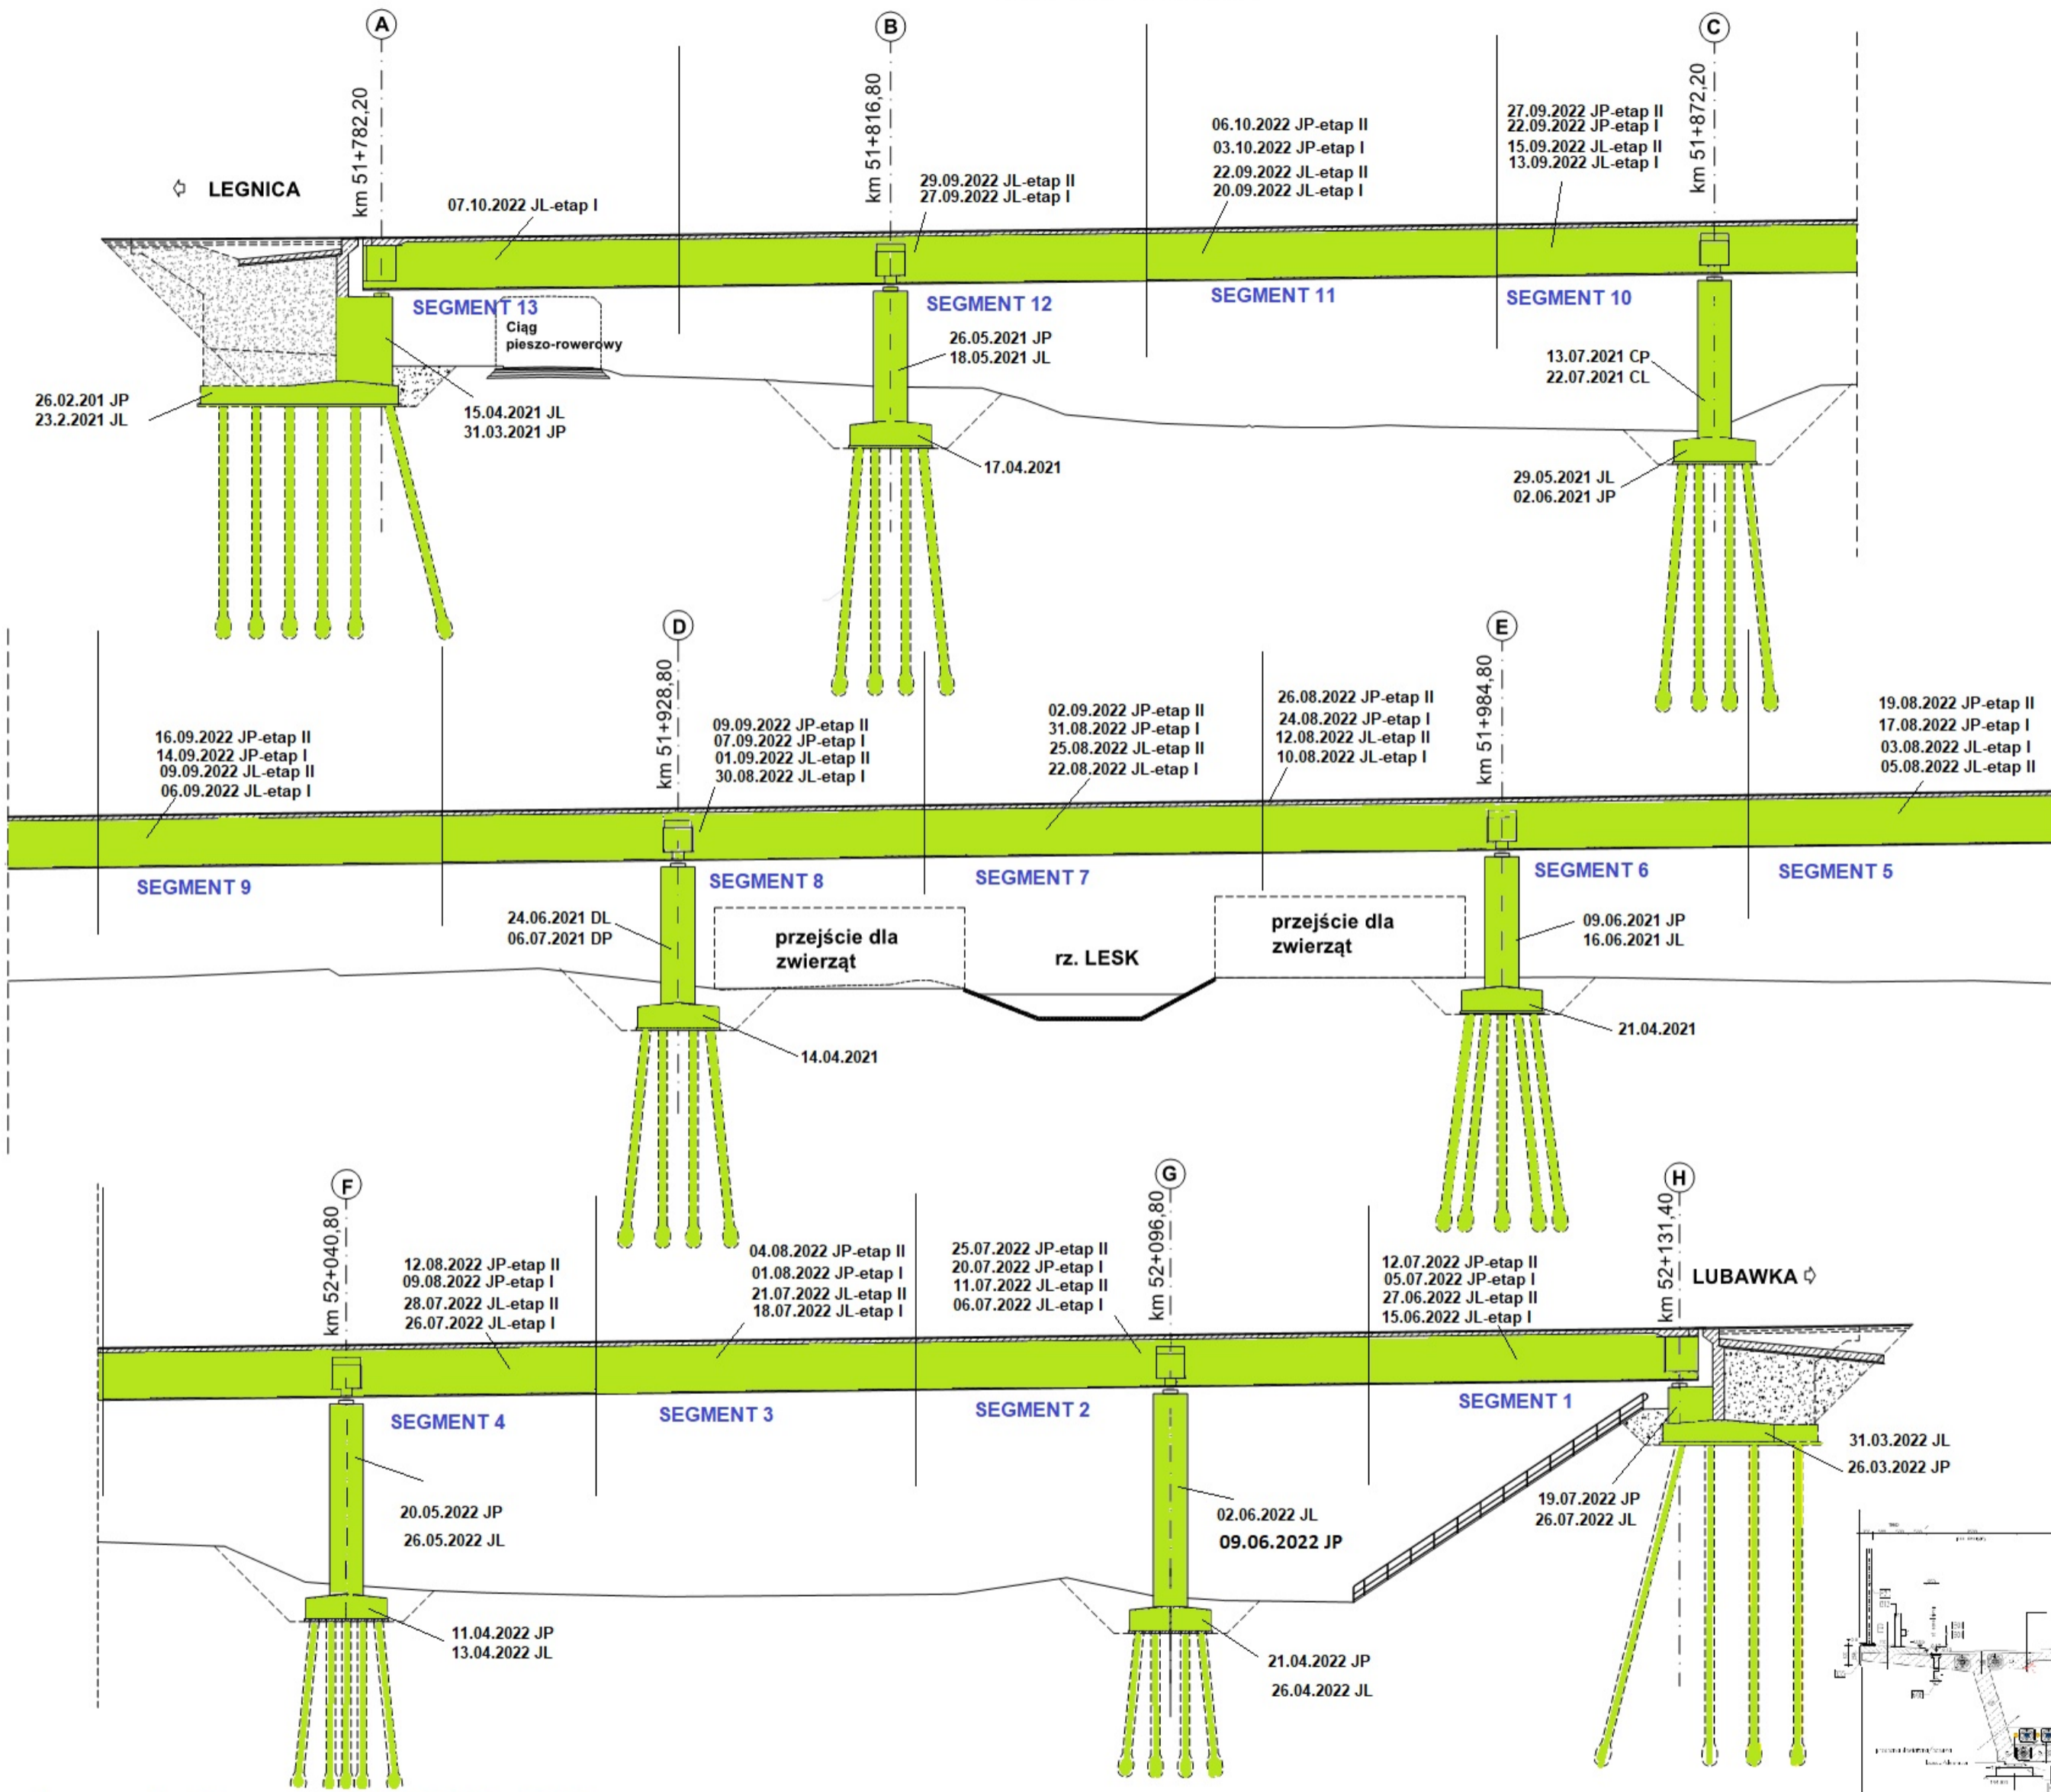 A
B
C
km 51+782,20
km 51+816,80
km 51+872,20
LEGNICA
07.10.2022 JL-etap I
29.09.2022 JL-etap II
27.09.2022 JL-etap I
06.10.2022 JP-etap II
03.10.2022 JP-etap I
22.09.2022 JL-etap II
20.09.2022 JL-etap I
27.09.2022 JP-etap II
22.09.2022 JP-etap I
15.09.2022 JL-etap II
13.09.2022 JL-etap I
SEGMENT 13
SEGMENT 12
SEGMENT 11
SEGMENT 10
Ciąg
pieszo-rowerowy
26.02.201 JP
23.2.2021 JL
15.04.2021 JL
31.03.2021 JP
26.05.2021 JP
18.05.2021 JL
17.04.2021
13.07.2021 CP
22.07.2021 CL
29.05.2021 JL
02.06.2021 JP
D
E
km 51+928,80
km 51+984,80
16.09.2022 JP-etap II
14.09.2022 JP-etap I
09.09.2022 JL-etap II
06.09.2022 JL-etap I
09.09.2022 JP-etap II
07.09.2022 JP-etap I
01.09.2022 JL-etap II
30.08.2022 JL-etap I
02.09.2022 JP-etap II
31.08.2022 JP-etap I
25.08.2022 JL-etap II
22.08.2022 JL-etap I
26.08.2022 JP-etap II
24.08.2022 JP-etap I
12.08.2022 JL-etap II
10.08.2022 JL-etap I
19.08.2022 JP-etap II
17.08.2022 JP-etap I
03.08.2022 JL-etap I
05.08.2022 JL-etap II
SEGMENT 9
SEGMENT 8
SEGMENT 7
SEGMENT 6
SEGMENT 5
24.06.2021 DL
06.07.2021 DP
przejście dla
zwierząt
rz. LESK
przejście dla
zwierząt
09.06.2021 JP
16.06.2021 JL
14.04.2021
21.04.2021
F
G
H
km 52+040,80
km 52+096,80
km 52+131,40
LUBAWKA
12.08.2022 JP-etap II
09.08.2022 JP-etap I
28.07.2022 JL-etap II
26.07.2022 JL-etap I
04.08.2022 JP-etap II
01.08.2022 JP-etap I
21.07.2022 JL-etap II
18.07.2022 JL-etap I
25.07.2022 JP-etap II
20.07.2022 JP-etap I
11.07.2022 JL-etap II
06.07.2022 JL-etap I
12.07.2022 JP-etap II
05.07.2022 JP-etap I
27.06.2022 JL-etap II
15.06.2022 JL-etap I
SEGMENT 4
SEGMENT 3
SEGMENT 2
SEGMENT 1
20.05.2022 JP
26.05.2022 JL
02.06.2022 JL
09.06.2022 JP
31.03.2022 JL
26.03.2022 JP
19.07.2022 JP
26.07.2022 JL
11.04.2022 JP
13.04.2022 JL
21.04.2022 JP
26.04.2022 JL